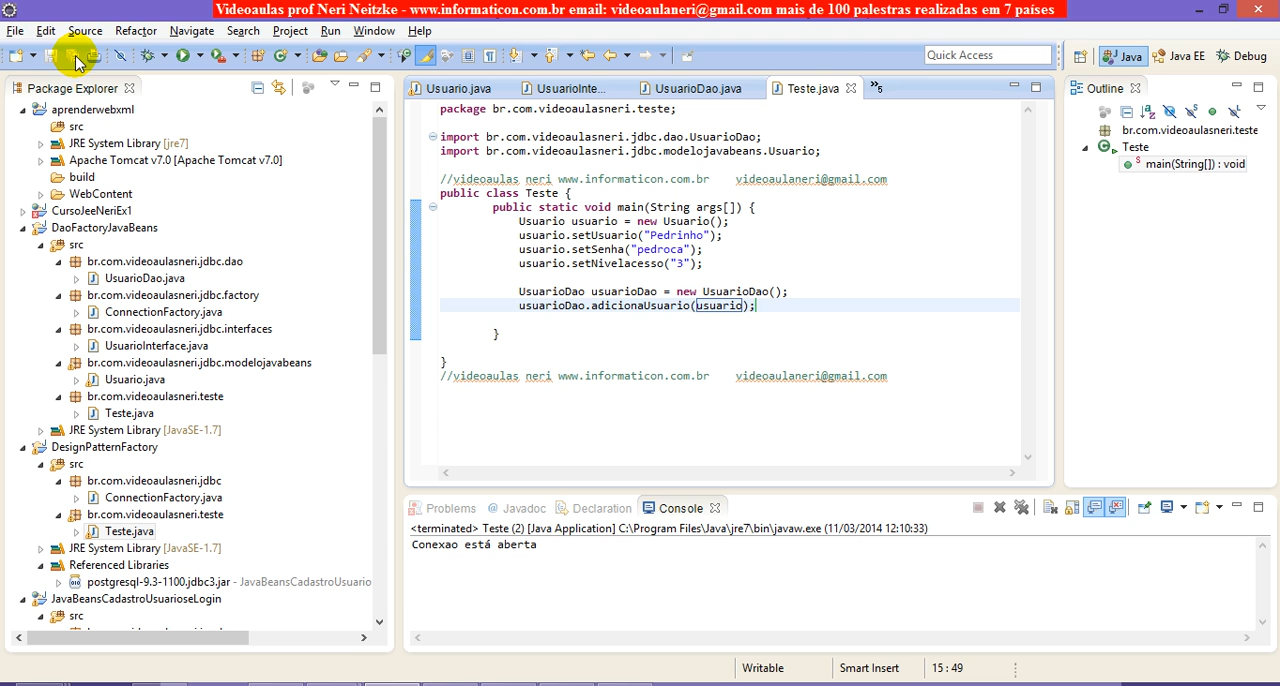 Videoaulas prof Neri Neitzke - www.informaticon.com.br email: videoaulaneri@gmail.com mais de 100 palestras realizadas em 7 países
File Edit Source Refactor Navigate Search Project Run Window Help
Quick Access
Java
Java EE
Debug
Package Explorer
aprenderwebxml
src
JRE System Library [jre7]
Apache Tomcat v7.0 [Apache Tomcat v7.0]
build
WebContent
CursoJeeNeriEx1
DaoFactoryJavaBeans
src
br.com.videoaulasneri.jdbc.dao
UsuarioDao.java
br.com.videoaulasneri.jdbc.factory
ConnectionFactory.java
br.com.videoaulasneri.jdbc.interfaces
UsuarioInterface.java
br.com.videoaulasneri.jdbc.modelojavabeans
Usuario.java
br.com.videoaulasneri.teste
Teste.java
JRE System Library [JavaSE-1.7]
DesignPatternFactory
src
br.com.videoaulasneri.jdbc
ConnectionFactory.java
br.com.videoaulasneri.teste
Teste.java
JRE System Library [JavaSE-1.7]
Referenced Libraries
postgresql-9.3-1100.jdbc3.jar - JavaBeansCadastroUsuario
JavaBeansCadastroUsuarioseLogin
src
Usuario.java UsuarioInte... UsuarioDao.java Teste.java »5
package br.com.videoaulasneri.teste;
import br.com.videoaulasneri.jdbc.dao.UsuarioDao;
import br.com.videoaulasneri.jdbc.modelojavabeans.Usuario;
//videoaulas neri www.informaticon.com.br videoaulaneri@gmail.com
public class Teste {
public static void main(String args[]) {
Usuario usuario = new Usuario();
usuario.setUsuario("Pedrinho");
usuario.setSenha("pedroca");
usuario.setNivelacesso("3");
UsuarioDao usuarioDao = new UsuarioDao();
usuarioDao.adicionaUsuario(usuario);
}
}
//videoaulas neri www.informaticon.com.br videoaulaneri@gmail.com
Outline
br.com.videoaulasneri.teste
Teste
main(String[]) : void
Problems @ Javadoc Declaration Console
<terminated> Teste (2) [Java Application] C:\Program Files\Java\jre7\bin\javaw.exe (11/03/2014 12:10:33)
Conexao está aberta
Writable
Smart Insert
15 : 49